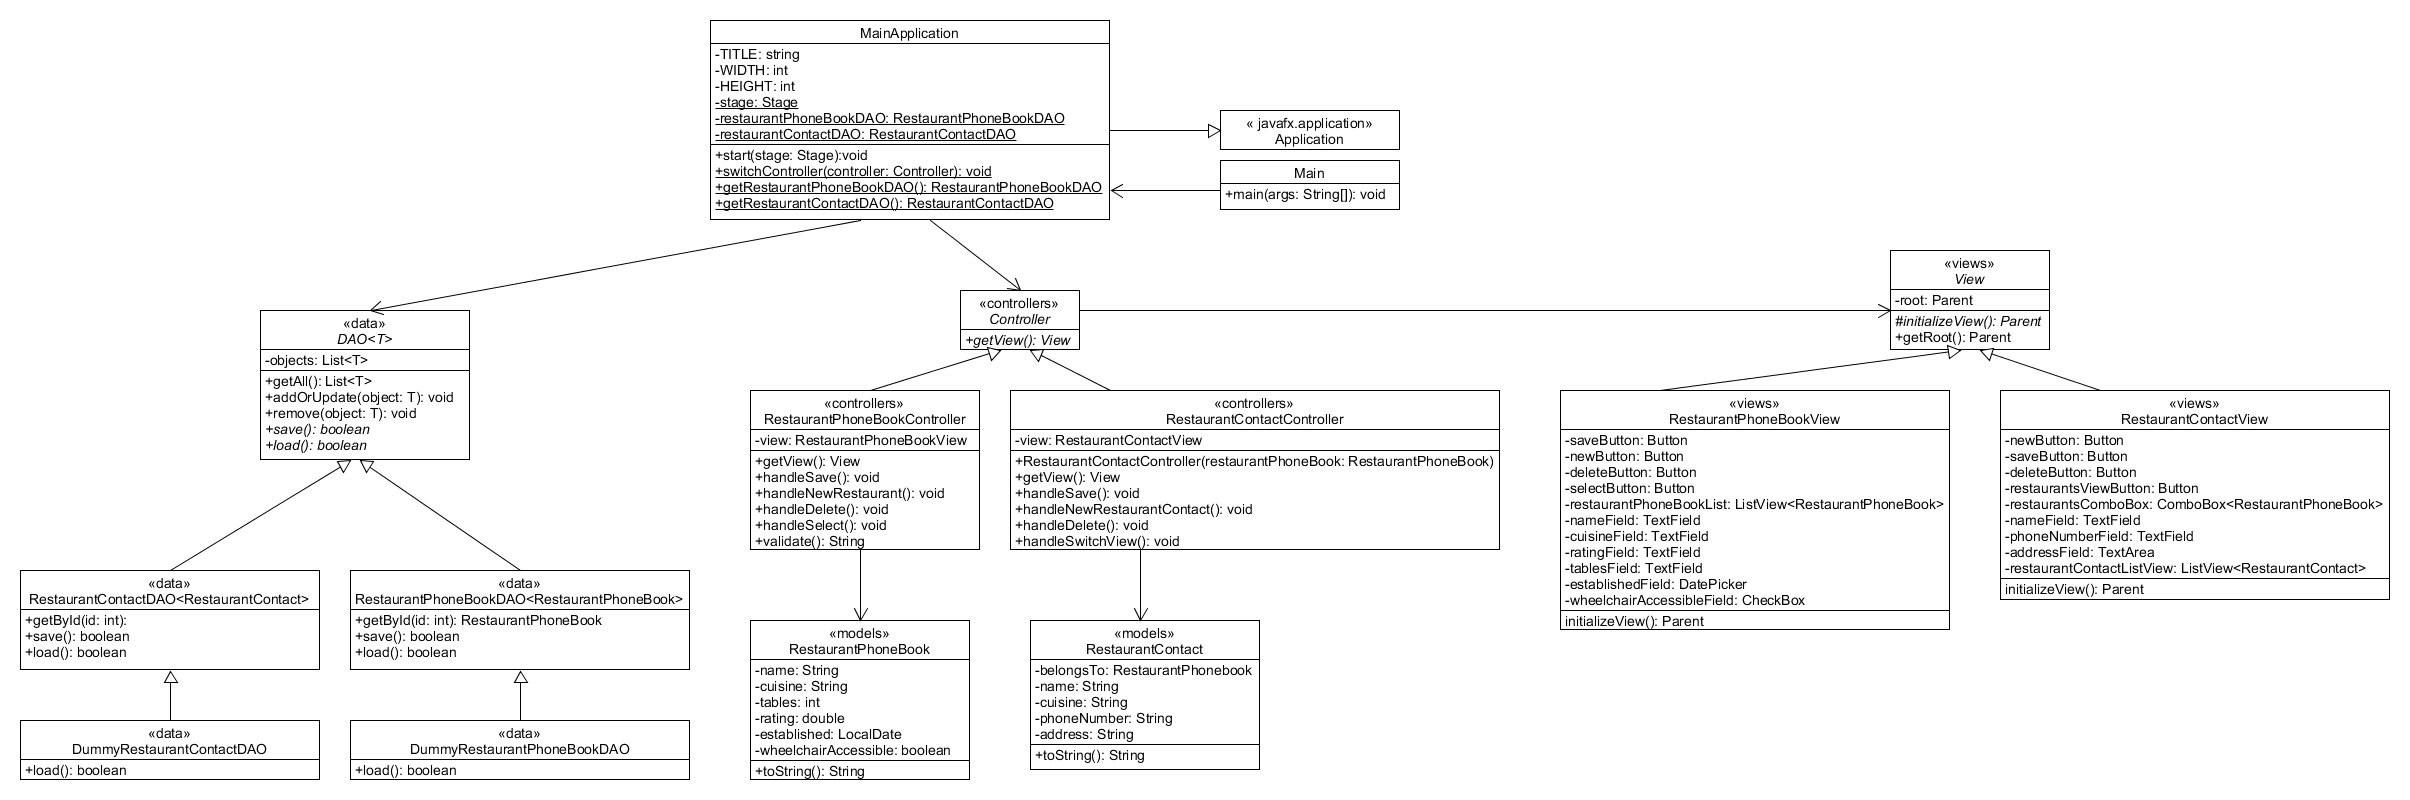 MainApplication
-TITLE: string
-WIDTH: int
-HEIGHT: int
-stage: Stage
-restaurantPhoneBookDAO: RestaurantPhoneBookDAO
-restaurantContactDAO: RestaurantContactDAO
+start(stage: Stage):void
+switchController(controller: Controller): void
+getRestaurantPhoneBookDAO(): RestaurantPhoneBookDAO
+getRestaurantContactDAO(): RestaurantContactDAO
« javafx.application»
Application
Main
+main(args: String[]): void
«data»
DAO<T>
-objects: List<T>
+getAll(): List<T>
+addOrUpdate(object: T): void
+remove(object: T): void
+save(): boolean
+load(): boolean
«controllers»
Controller
+getView(): View
«views»
View
-root: Parent
#initializeView(): Parent
+getRoot(): Parent
«controllers»
RestaurantPhoneBookController
-view: RestaurantPhoneBookView
+getView(): View
+handleSave(): void
+handleNewRestaurant(): void
+handleDelete(): void
+handleSelect(): void
+validate(): String
«controllers»
RestaurantContactController
-view: RestaurantContactView
+RestaurantContactController(restaurantPhoneBook: RestaurantPhoneBook)
+getView(): View
+handleSave(): void
+handleNewRestaurantContact(): void
+handleDelete(): void
+handleSwitchView(): void
«views»
RestaurantPhoneBookView
-saveButton: Button
-newButton: Button
-deleteButton: Button
-selectButton: Button
-restaurantPhoneBookList: ListView<RestaurantPhoneBook>
-nameField: TextField
-cuisineField: TextField
-ratingField: TextField
-tablesField: TextField
-establishedField: DatePicker
-wheelchairAccessibleField: CheckBox
initializeView(): Parent
«views»
RestaurantContactView
-newButton: Button
-saveButton: Button
-deleteButton: Button
-restaurantsViewButton: Button
-restaurantsComboBox: ComboBox<RestaurantPhoneBook>
-nameField: TextField
-phoneNumberField: TextField
-addressField: TextArea
-restaurantContactListView: ListView<RestaurantContact>
initializeView(): Parent
«data»
RestaurantContactDAO<RestaurantContact>
+getById(id: int):
+save(): boolean
+load(): boolean
«data»
RestaurantPhoneBookDAO<RestaurantPhoneBook>
+getById(id: int): RestaurantPhoneBook
+save(): boolean
+load(): boolean
«models»
RestaurantPhoneBook
-name: String
-cuisine: String
-tables: int
-rating: double
-established: LocalDate
-wheelchairAccessible: boolean
+toString(): String
«models»
RestaurantContact
-belongsTo: RestaurantPhonebook
-name: String
-cuisine: String
-phoneNumber: String
-address: String
+toString(): String
«data»
DummyRestaurantContactDAO
+load(): boolean
«data»
DummyRestaurantPhoneBookDAO
+load(): boolean